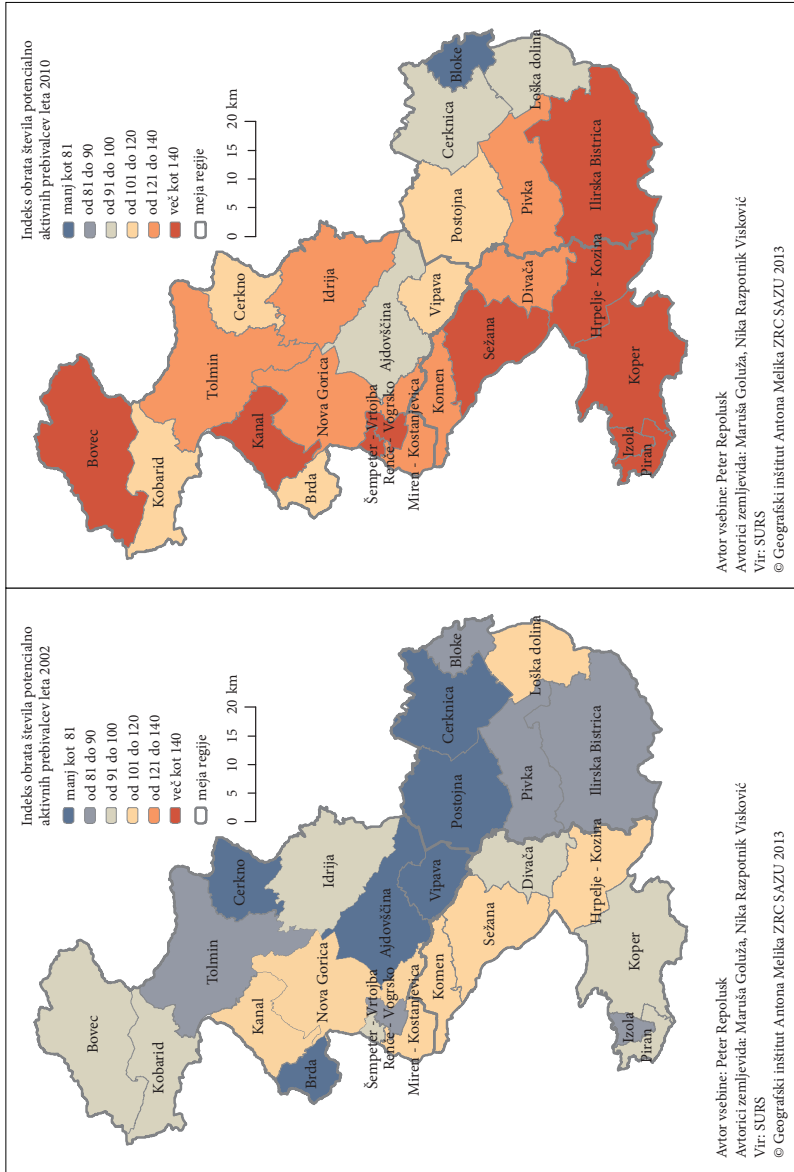 Indeks obrata števila potencialno
aktivnih prebivalcev leta 2002
manj kot 81
od 81 do 90
od 91 do 100
od 101 do 120
od 121 do 140
več kot 140
meja regije
0 5 10 15 20 km
Bovec
Kobarid
Tolmin
Cerkno
Kanal
Idrija
Brda
Nova Gorica
Šempeter - Vrtojba
Renče - Vogrsko
Miren - Kostanjevica
Ajdovščina
Vipava
Komen
Postojna
Cerknica
Bloke
Loška dolina
Sežana
Divača
Pivka
Ilirska Bistrica
Hrpelje - Kozina
Koper
Izola
Piran
Avtor vsebine: Peter Repolusk
Avtorici zemljevida: Maruša Goluža, Nika Razpotnik Visković
Vir: SURS
© Geografski inštitut Antona Melika ZRC SAZU 2013
Indeks obrata števila potencialno
aktivnih prebivalcev leta 2010
manj kot 81
od 81 do 90
od 91 do 100
od 101 do 120
od 121 do 140
več kot 140
meja regije
0 5 10 15 20 km
Bovec
Kobarid
Tolmin
Cerkno
Kanal
Idrija
Brda
Nova Gorica
Šempeter - Vrtojba
Renče - Vogrsko
Miren - Kostanjevica
Ajdovščina
Vipava
Komen
Postojna
Cerknica
Bloke
Loška dolina
Sežana
Divača
Pivka
Ilirska Bistrica
Hrpelje - Kozina
Koper
Izola
Piran
Avtor vsebine: Peter Repolusk
Avtorici zemljevida: Maruša Goluža, Nika Razpotnik Visković
Vir: SURS
© Geografski inštitut Antona Melika ZRC SAZU 2013